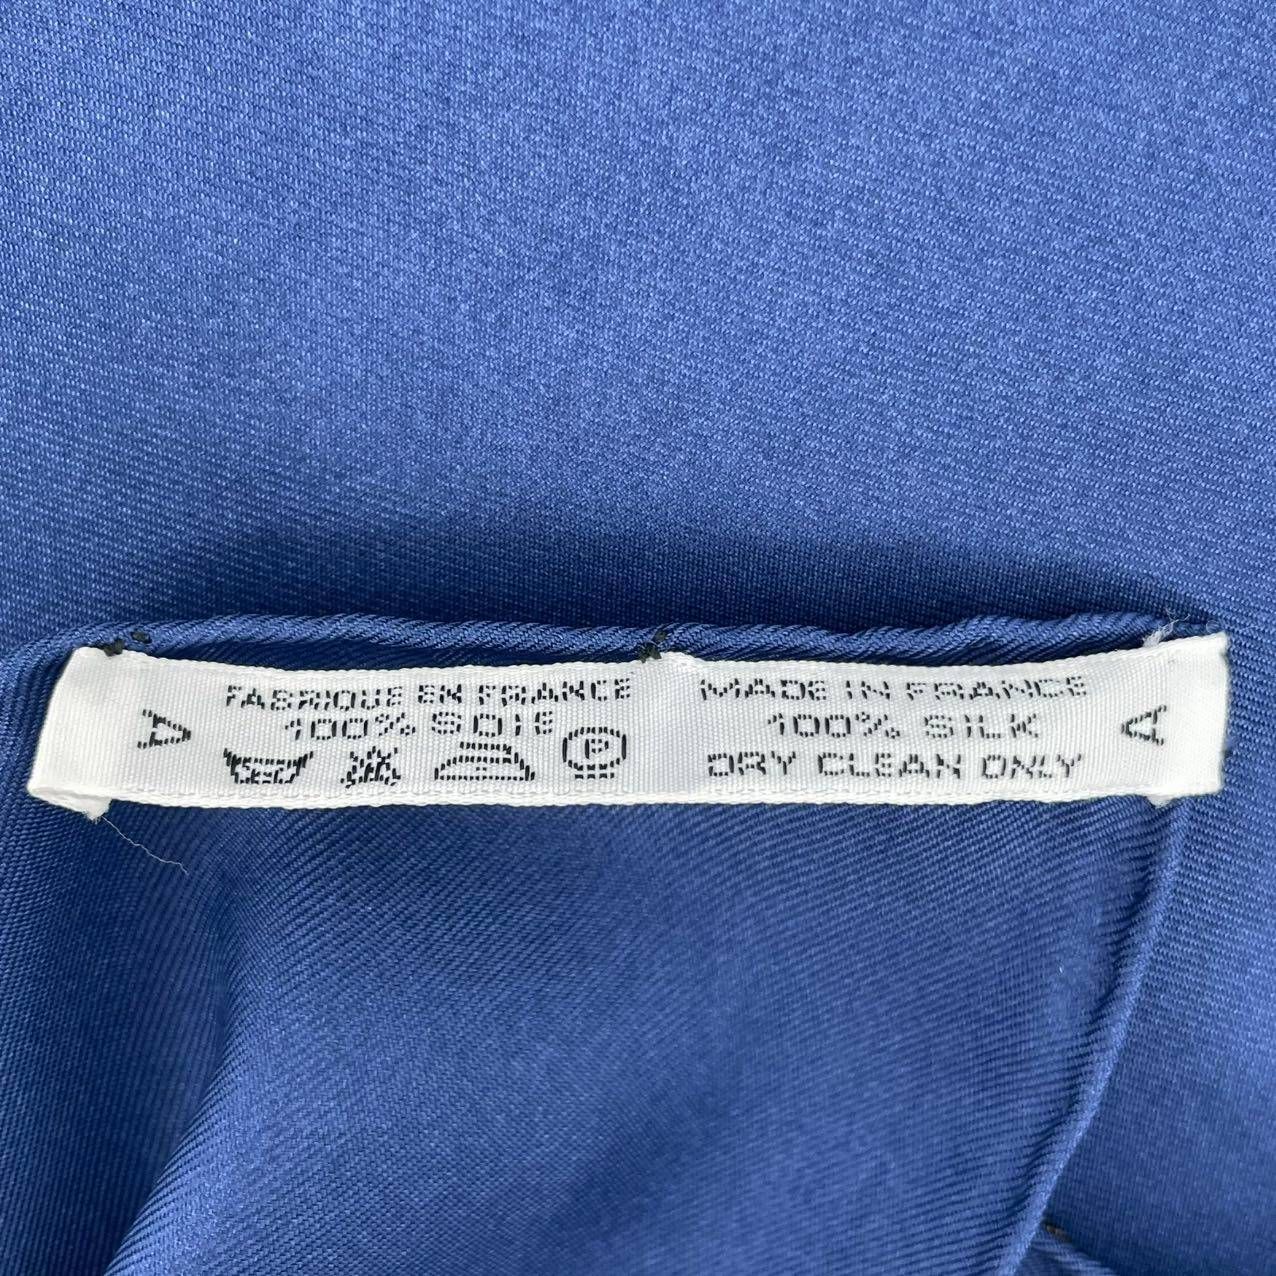 A
FABRIQUE EN FRANCE
100% SOIE
P
MADE IN FRANCE
100% SILK
DRY CLEAN ONLY
A